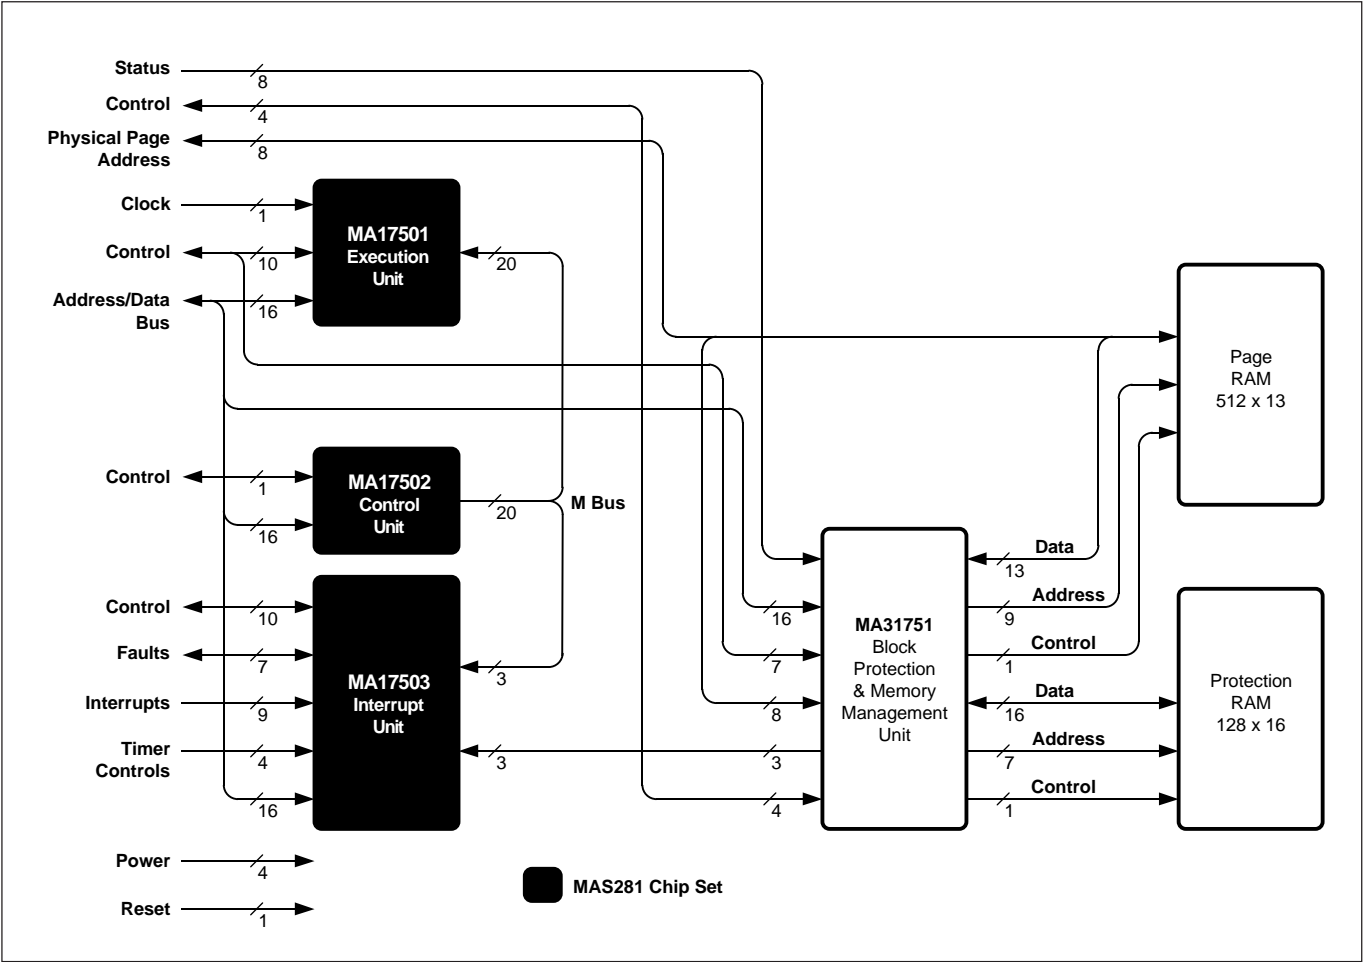 Status
8
Control
4
Physical Page
Address
8
Clock
1
Control
10
Address/Data
Bus
16
MA17501
Execution
Unit
20
Control
1
16
MA17502
Control
Unit
20
M Bus
Control
10
Faults
7
Interrupts
9
Timer
Controls
4
16
MA17503
Interrupt
Unit
3
3
16
7
8
3
4
MA31751
Block
Protection
& Memory
Management
Unit
Data
13
Address
9
Control
1
Data
16
Address
7
Control
1
Page
RAM
512 x 13
Protection
RAM
128 x 16
Power
4
Reset
1
MAS281 Chip Set